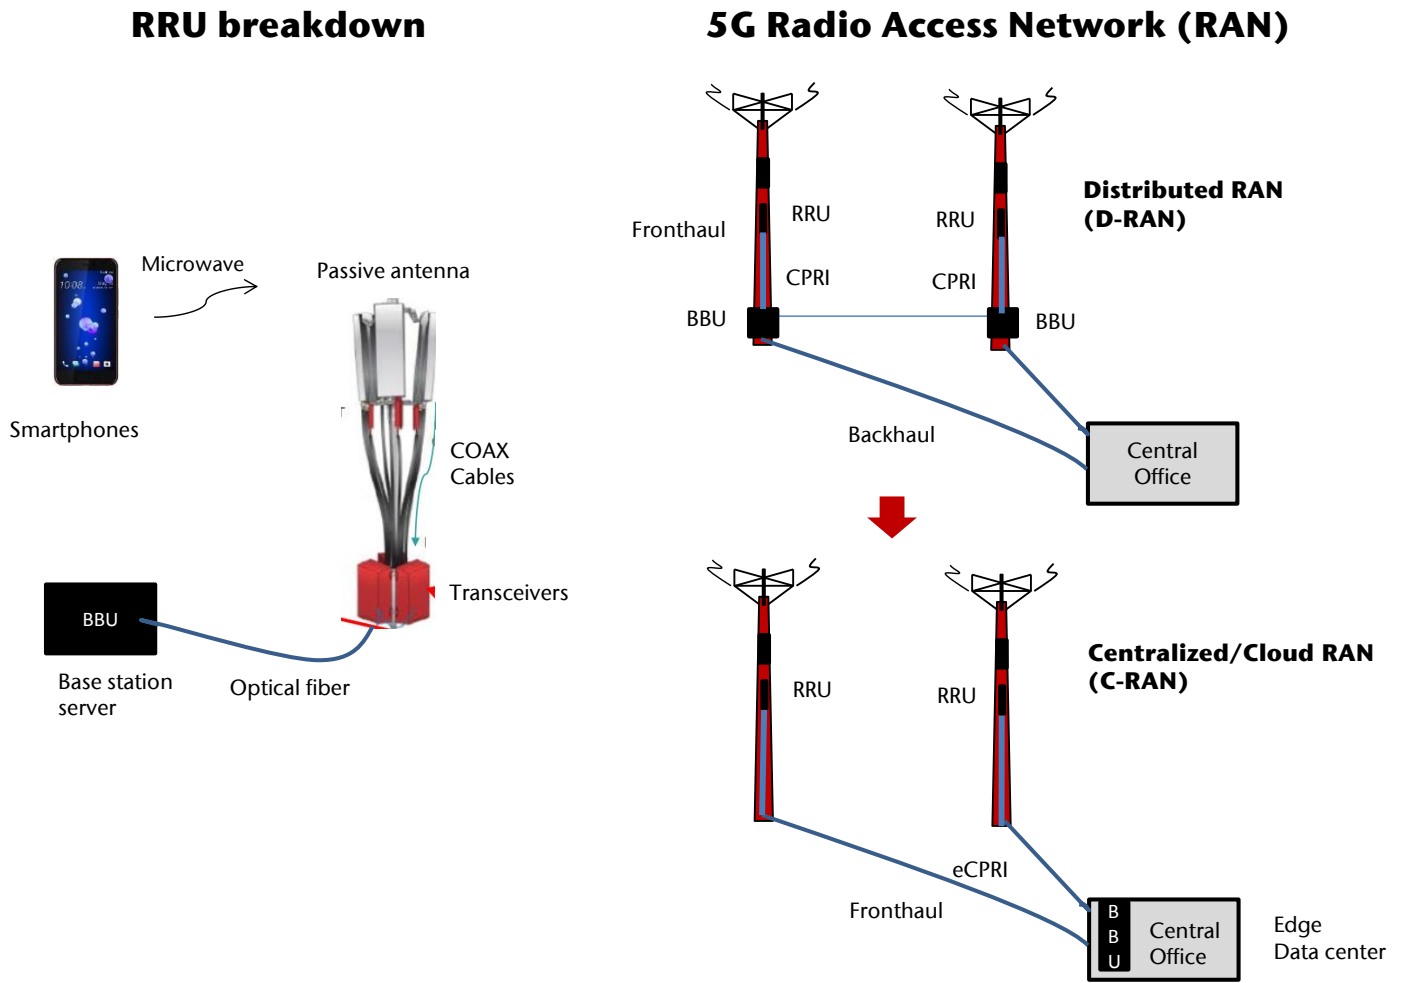 RRU breakdown
5G Radio Access Network (RAN)
Microwave
Passive antenna
10:08
Smartphones
COAX
Cables
Transceivers
BBU
Base station
server
Optical fiber
Distributed RAN
(D-RAN)
RRU
RRU
Fronthaul
CPRI
CPRI
BBU
BBU
Backhaul
Central
Office
Centralized/Cloud RAN
(C-RAN)
RRU
RRU
eCPRI
Fronthaul
B
B
U
Central
Office
Edge
Data center